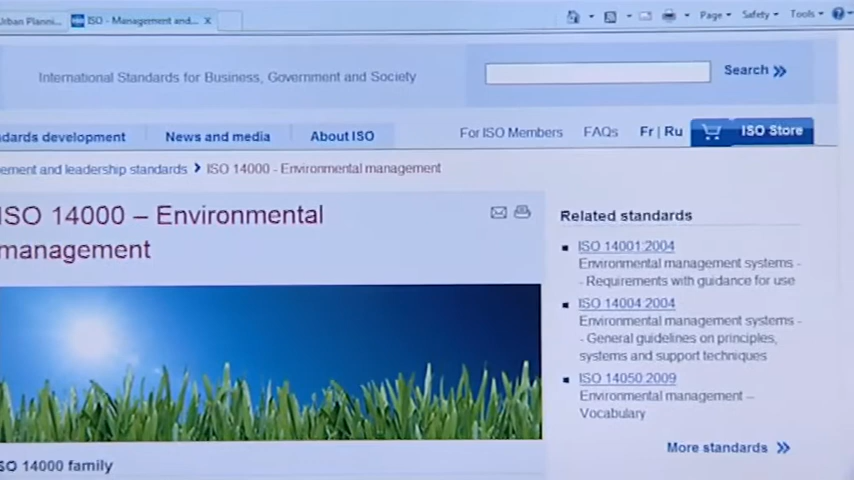 Urban Planni...
ISO - Management and... x
Page
Safety
Tools
International Standards for Business, Government and Society
Search
News and media
About ISO
For ISO Members
FAQs
Fr | Ru
ISO Store
development
and leadership standards
ISO 14000 - Environmental management
ISO 14000 – Environmental
management
Related standards
ISO 14001:2004
Environmental management systems -
- Requirements with guidance for use
ISO 14004:2004
Environmental management systems -
- General guidelines on principles,
systems and support techniques
ISO 14050:2009
Environmental management –
Vocabulary
More standards
ISO 14000 family